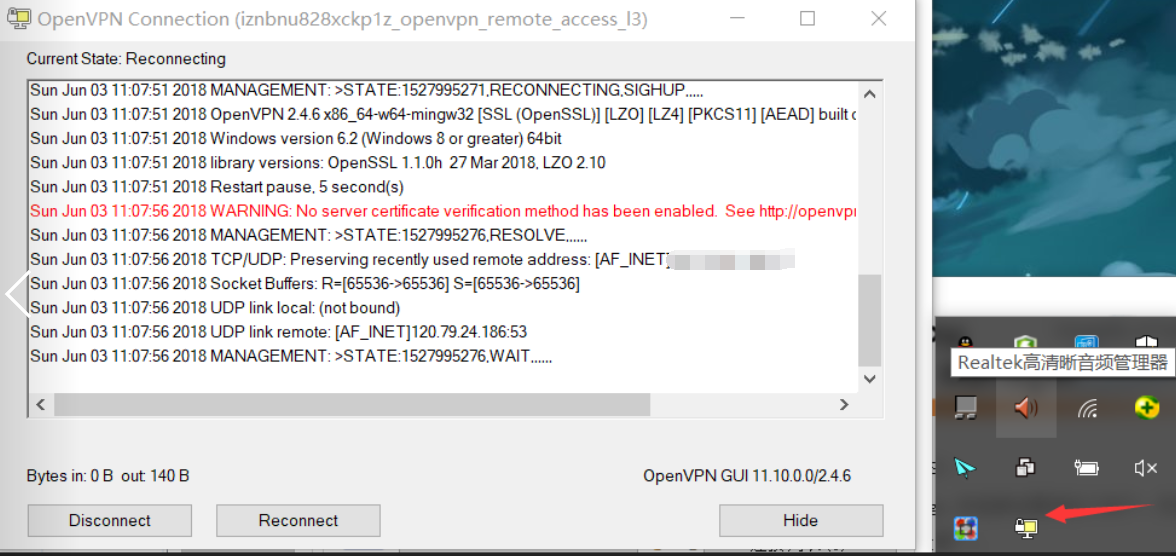 OpenVPN Connection (iznbnu828xckp1z_openvpn_remote_access_l3)
Current State: Reconnecting
Sun Jun 03 11:07:51 2018 MANAGEMENT: >STATE:1527995271,RECONNECTING,SIGHUP,,,,,
Sun Jun 03 11:07:51 2018 OpenVPN 2.4.6 x86_64-w64-mingw32 [SSL (OpenSSL)] [LZO] [LZ4] [PKCS11] [AEAD] built
Sun Jun 03 11:07:51 2018 Windows version 6.2 (Windows 8 or greater) 64bit
Sun Jun 03 11:07:51 2018 library versions: OpenSSL 1.1.0h 27 Mar 2018, LZO 2.10
Sun Jun 03 11:07:51 2018 Restart pause, 5 second(s)
Sun Jun 03 11:07:56 2018 WARNING: No server certificate verification method has been enabled. See http://openvpn
Sun Jun 03 11:07:56 2018 MANAGEMENT: >STATE:1527995276,RESOLVE,,,,,,
Sun Jun 03 11:07:56 2018 TCP/UDP: Preserving recently used remote address: [AF_INET]
Sun Jun 03 11:07:56 2018 Socket Buffers: R=[65536->65536] S=[65536->65536]
Sun Jun 03 11:07:56 2018 UDP link local: (not bound)
Sun Jun 03 11:07:56 2018 UDP link remote: [AF_INET]120.79.24.186:53
Sun Jun 03 11:07:56 2018 MANAGEMENT: >STATE:1527995276,WAIT,,,,,,
Bytes in: 0 B out: 140 B
OpenVPN GUI 11.10.0.0/2.4.6
Disconnect
Reconnect
Hide
Realtek高清晰音频管理器